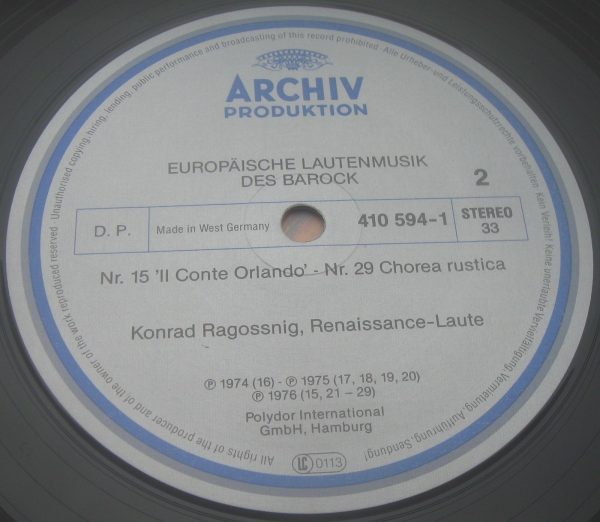 ARCHIV
PRODUKTION
EUROPÄISCHE LAUTENMUSIK
DES BAROCK
2
D. P.
Made in West Germany
410 594-1
STEREO
33
Nr. 15 'Il Conte Orlando' - Nr. 29 Chorea rustica
Konrad Ragossnig, Renaissance-Laute
℗ 1974 (16) - ℗ 1975 (17, 18, 19, 20)
℗ 1976 (15, 21 – 29)
Polydor International
GmbH, Hamburg
LC 0113
All rights of the producer and of the owner of the work reproduced reserved · Unauthorised copying, hiring, lending, public performance and broadcasting of this record prohibited · Alle Urheber- und Leistungsschutzrechte vorbehalten · Kein Verleih! Keine unerlaubte Vervielfältigung, Vermietung, Aufführung, Sendung!